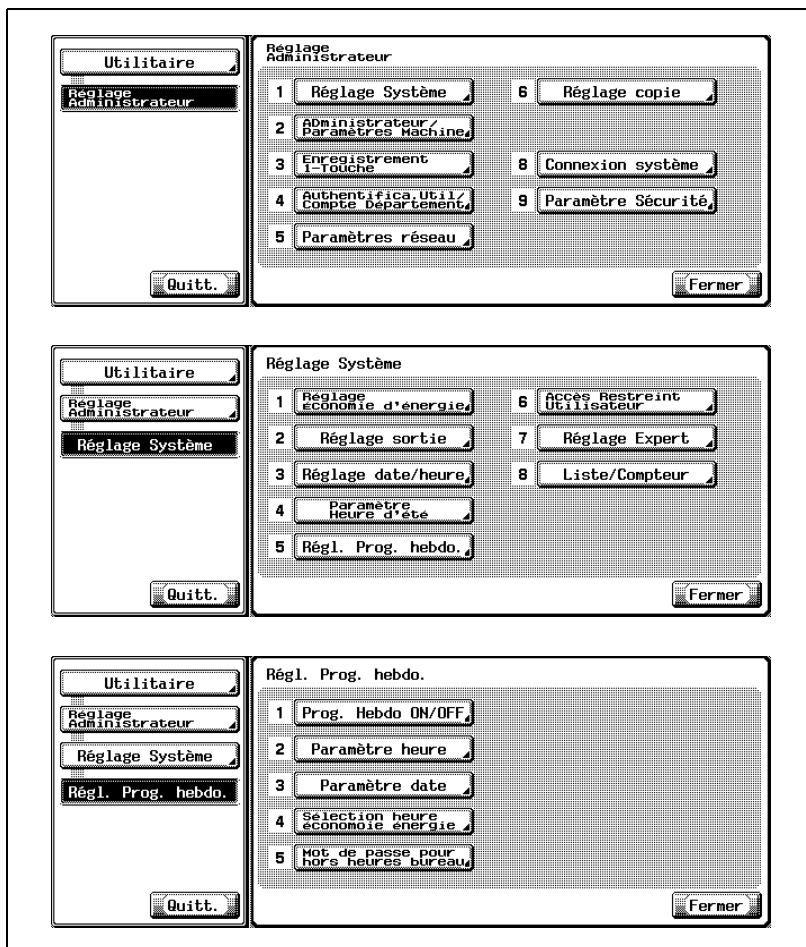 Utilitaire
Réglage
Administrateur
Quitt.
Réglage
Administrateur
1 Réglage Système
2 ADministrateur/
Paramètres Machine
3 Enregistrement
1-Touche
4 Authentifica.Util/
Compte Département
5 Paramètres réseau
6 Réglage copie
8 Connexion système
9 Paramètre Sécurité
Fermer
Utilitaire
Réglage
Administrateur
Réglage Système
Quitt.
Réglage Système
1 Réglage
économie d'énergie
2 Réglage sortie
3 Réglage date/heure
4 Paramètre
Heure d'été
5 Régl. Prog. hebdo.
6 Accès Restreint
Utilisateur
7 Réglage Expert
8 Liste/Compteur
Fermer
Utilitaire
Réglage
Administrateur
Réglage Système
Régl. Prog. hebdo.
Quitt.
Régl. Prog. hebdo.
1 Prog. Hebdo ON/OFF
2 Paramètre heure
3 Paramètre date
4 Sélection heure
économoie énergie
5 Mot de passe pour
hors heures bureau
Fermer